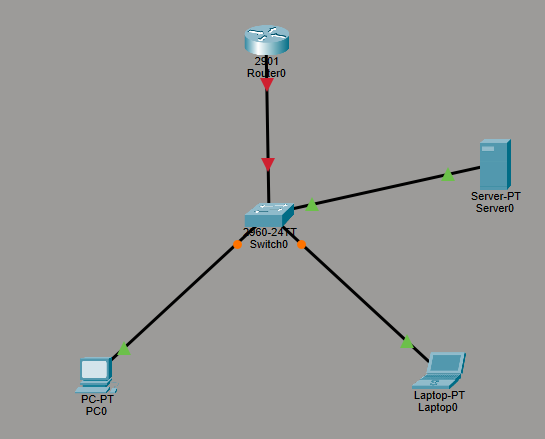 2901
Router0
Server-PT
Server0
2960-24TT
Switch0
PC-PT
PC0
Laptop-PT
Laptop0